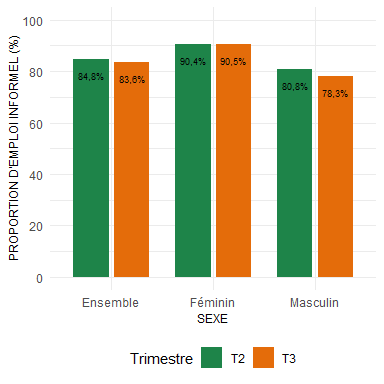 PROPORTION D'EMPLOI INFORMEL (%)
100
80
60
40
20
0
84,8%
83,6%
90,4%
90,5%
80,8%
78,3%
Ensemble
Féminin
Masculin
SEXE
Trimestre T2 T3